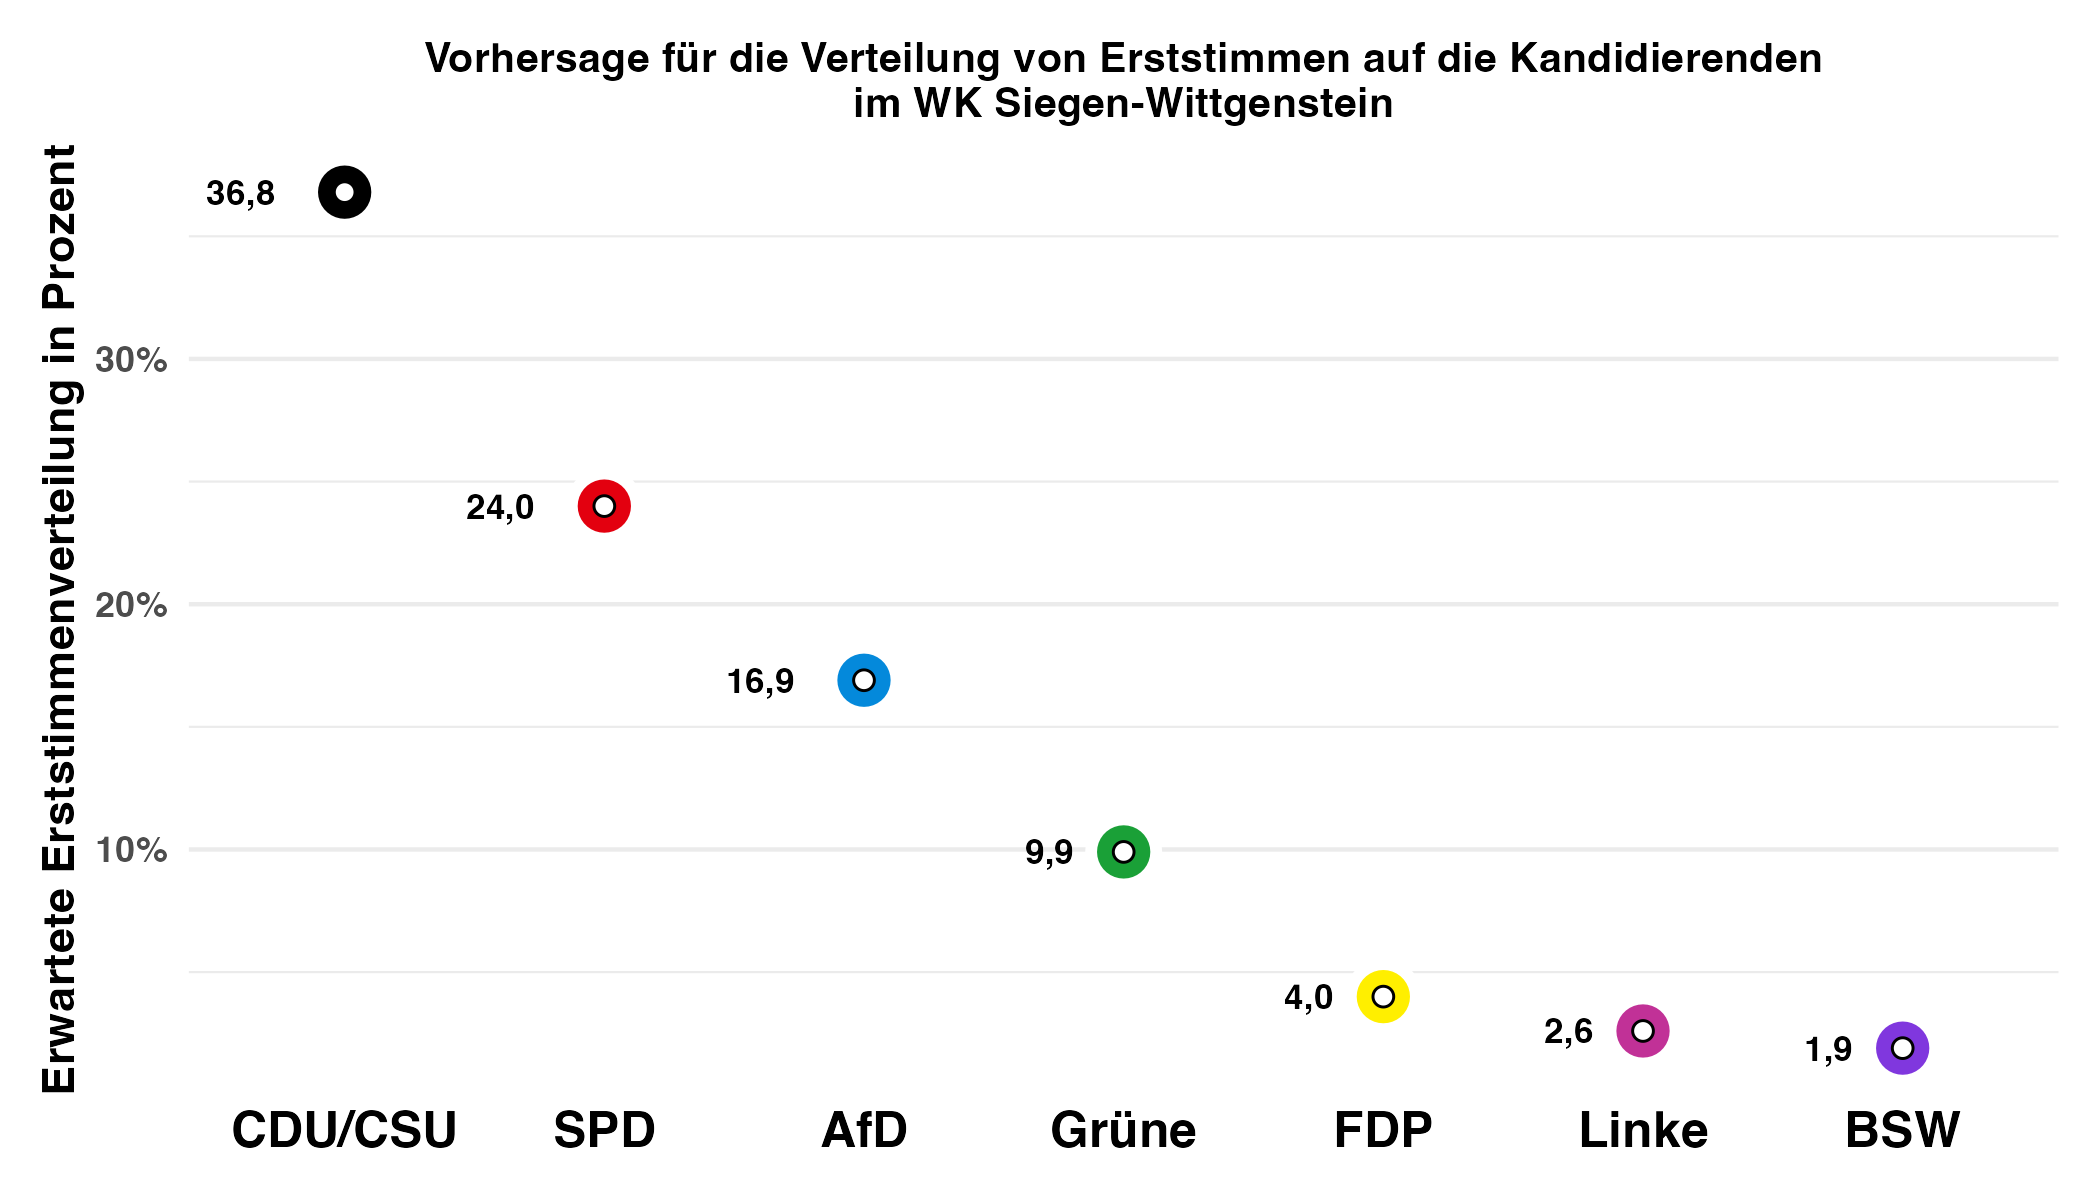 Vorhersage für die Verteilung von Erststimmen auf die Kandidierenden
im WK Siegen-Wittgenstein
Erwartete Erststimmenverteilung in Prozent
36,8
30%
24,0
20%
16,9
10%
9,9
4,0
2,6
1,9
CDU/CSU SPD AfD Grüne FDP Linke BSW